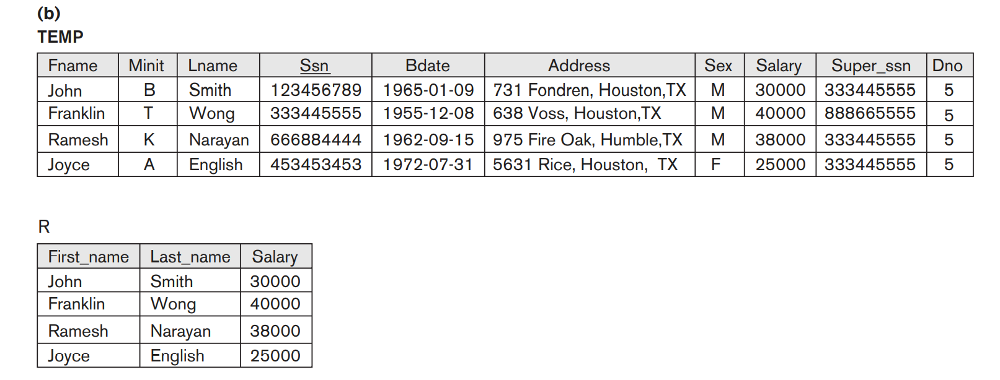 (b)
TEMP
Fname Minit Lname Ssn Bdate Address Sex Salary Super_ssn Dno
John B Smith 123456789 1965-01-09 731 Fondren, Houston,TX M 30000 333445555 5
Franklin T Wong 333445555 1955-12-08 638 Voss, Houston,TX M 40000 888665555 5
Ramesh K Narayan 666884444 1962-09-15 975 Fire Oak, Humble,TX M 38000 333445555 5
Joyce A English 453453453 1972-07-31 5631 Rice, Houston, TX F 25000 333445555 5
R
First_name Last_name Salary
John Smith 30000
Franklin Wong 40000
Ramesh Narayan 38000
Joyce English 25000